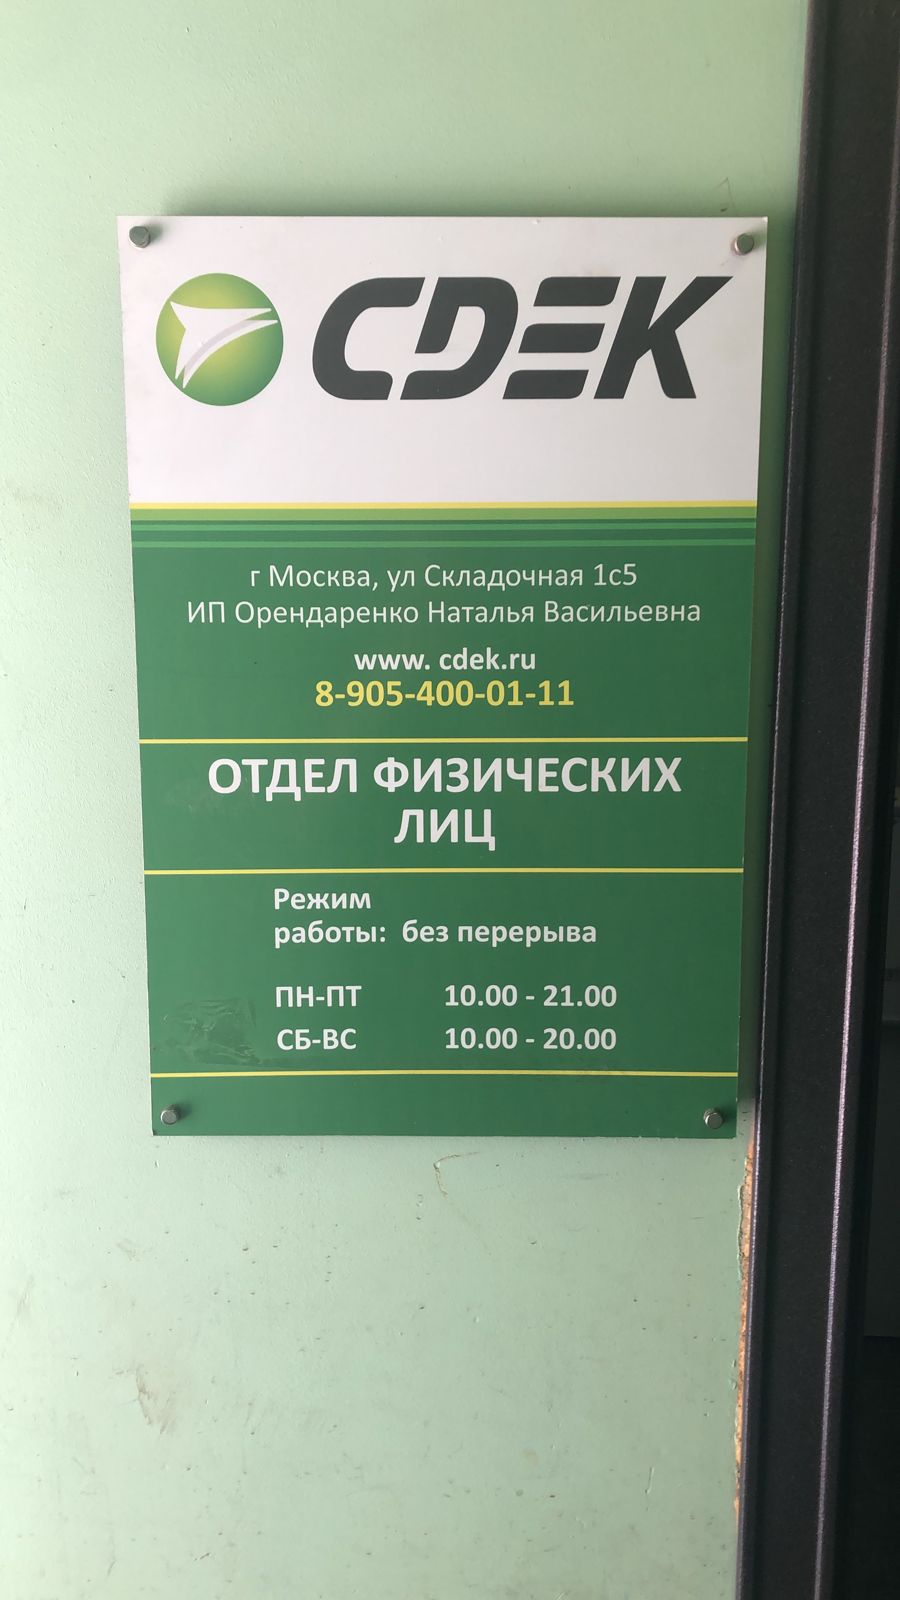 CDEK
г Москва, ул Складочная 1с5
ИП Орендаренко Наталья Васильевна
www. cdek.ru
8-905-400-01-11
ОТДЕЛ ФИЗИЧЕСКИХ
ЛИЦ
Режим
работы: без перерыва
ПН-ПТ 10.00 - 21.00
СБ-ВС 10.00 - 20.00